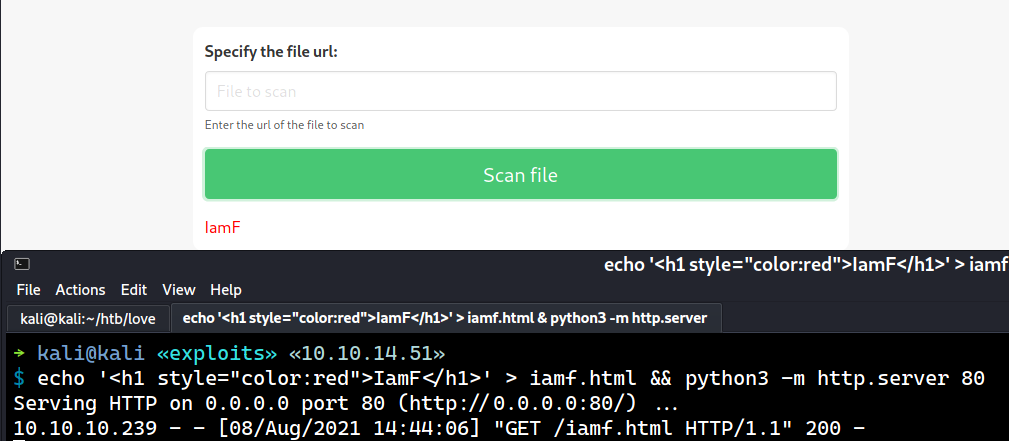 Specify the file url:
File to scan
Enter the url of the file to scan
Scan file
IamF
echo '<h1 style="color:red">IamF</h1>' > iamf
File Actions Edit View Help
kali@kali:~/htb/love echo '<h1 style="color:red">IamF</h1>' > iamf.html & python3 -m http.server
→ kali@kali «exploits» «10.10.14.51»
$ echo '<h1 style="color:red">IamF</h1>' > iamf.html && python3 -m http.server 80
Serving HTTP on 0.0.0.0 port 80 (http://0.0.0.0:80/) ...
10.10.10.239 - - [08/Aug/2021 14:44:06] "GET /iamf.html HTTP/1.1" 200 -